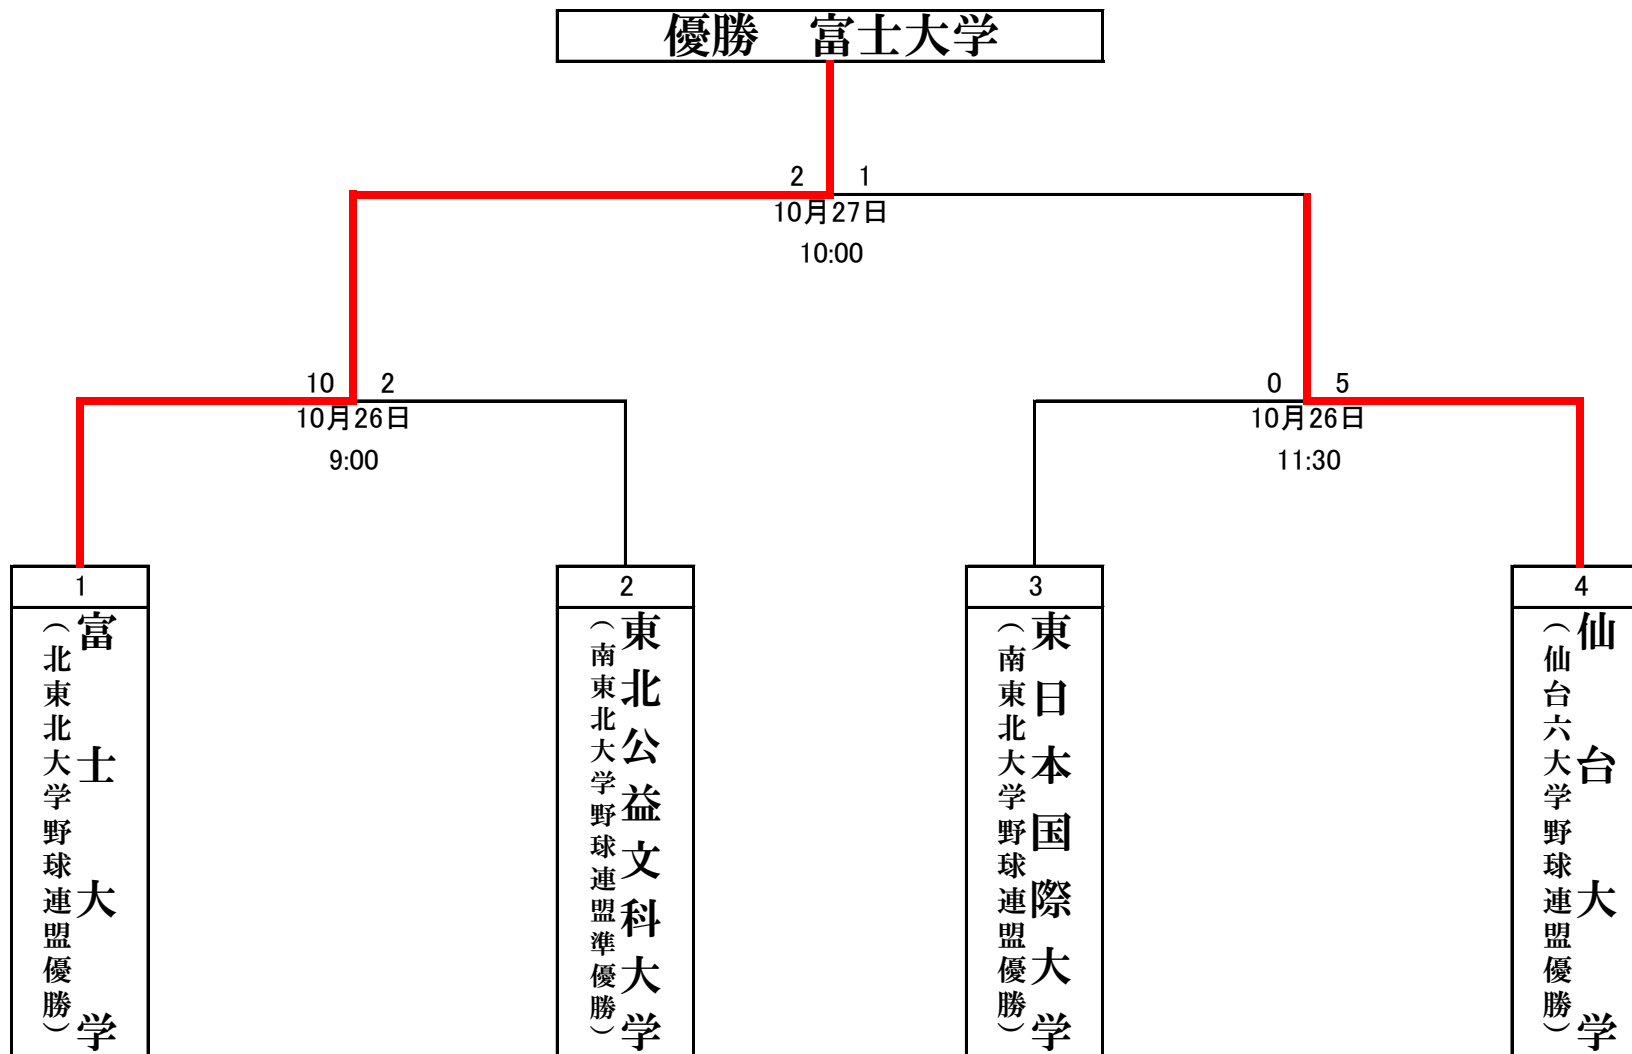 優勝　富士大学
2 1
10月27日
10:00
10 2
10月26日
9:00
0 5
10月26日
11:30
1
富士大学
（北東北大学野球連盟優勝）
2
東北公益文科大学
（南東北大学野球連盟準優勝）
3
東日本国際大学
（南東北大学野球連盟優勝）
4
仙台大学
（仙台六大学野球連盟優勝）